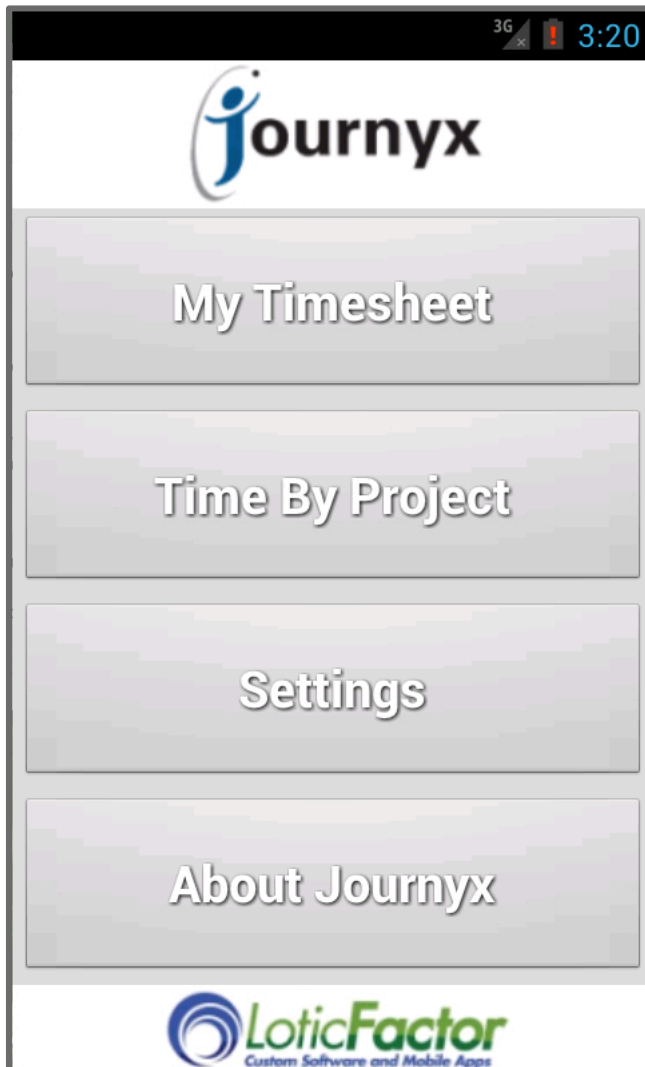 3G 3:20
Journyx
My Timesheet
Time By Project
Settings
About Journyx
LoticFactor
Custom Software and Mobile Apps